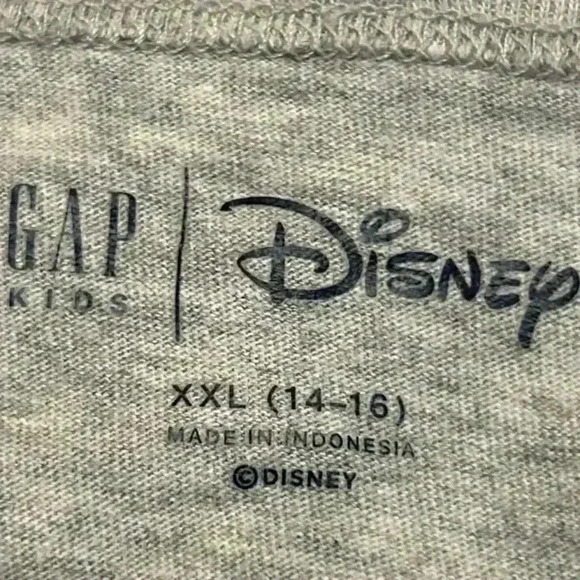 GAP | DISNEY
KIDS
XXL (14-16)
MADE IN INDONESIA
©DISNEY